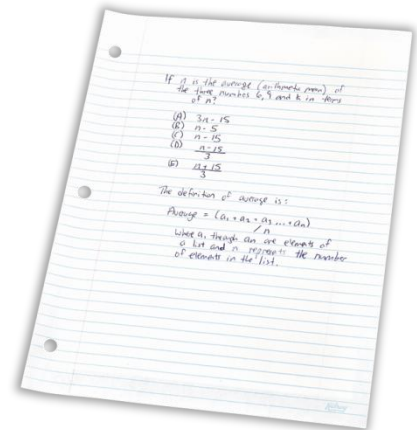 If n is the average (arithmetic mean) of
the three numbers 6, 9 and k in terms
of n?
(A) 3n - 15
(B) n - 5
(C) n - 15
(D) n - 15
3
(E) n + 15
3
The definition of average is:
Average = (a₁ + a₂ + a₃ ... + an)
/ n
where a₁ through an are elements of
a list and n represents the number
of elements in the list.